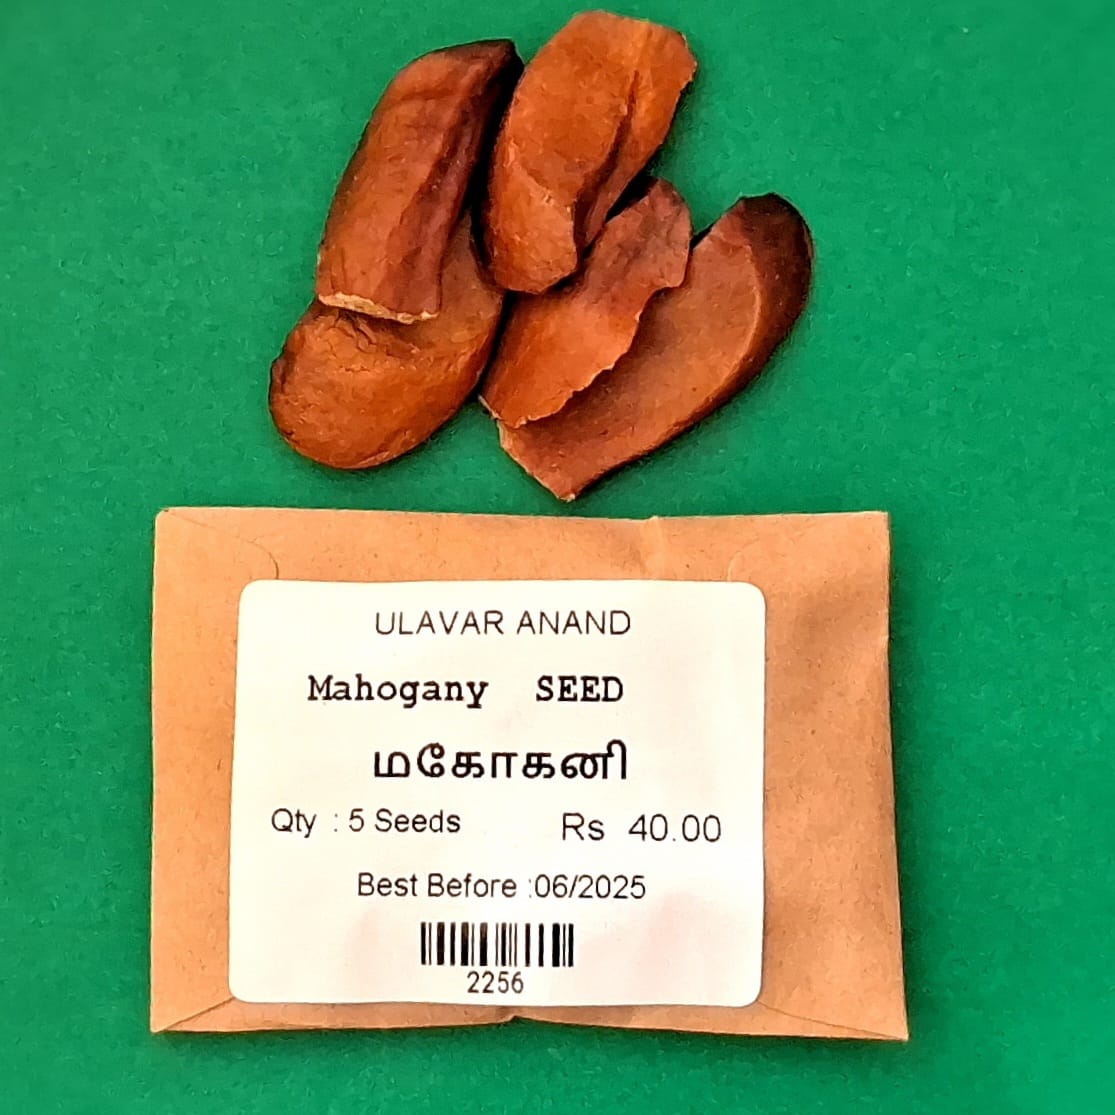 ULAVAR ANAND
Mahogany SEED
மகோகனி
Qty : 5 Seeds Rs 40.00
Best Before :06/2025
2256